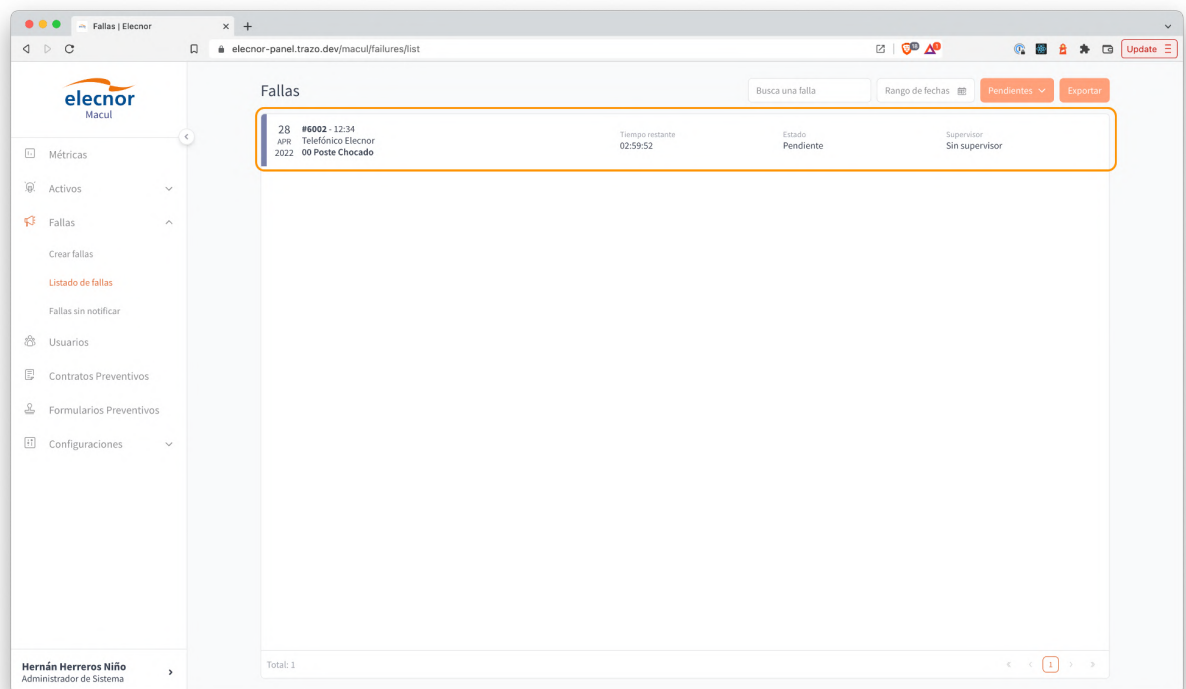 Fallas | Elecnor
elecnor-panel.trazo.dev/macul/failures/list
Update
elecnor
Macul
Métricas
Activos
Fallas
Crear fallas
Listado de fallas
Fallas sin notificar
Usuarios
Contratos Preventivos
Formularios Preventivos
Configuraciones
Hernán Herreros Niño
Administrador de Sistema
Fallas
Busca una falla
Rango de fechas
Pendientes
Exportar
28
APR
2022
#6002 - 12:34
Telefónico Elecnor
00 Poste Chocado
Tiempo restante
02:59:52
Estado
Pendiente
Supervisor
Sin supervisor
Total: 1
1